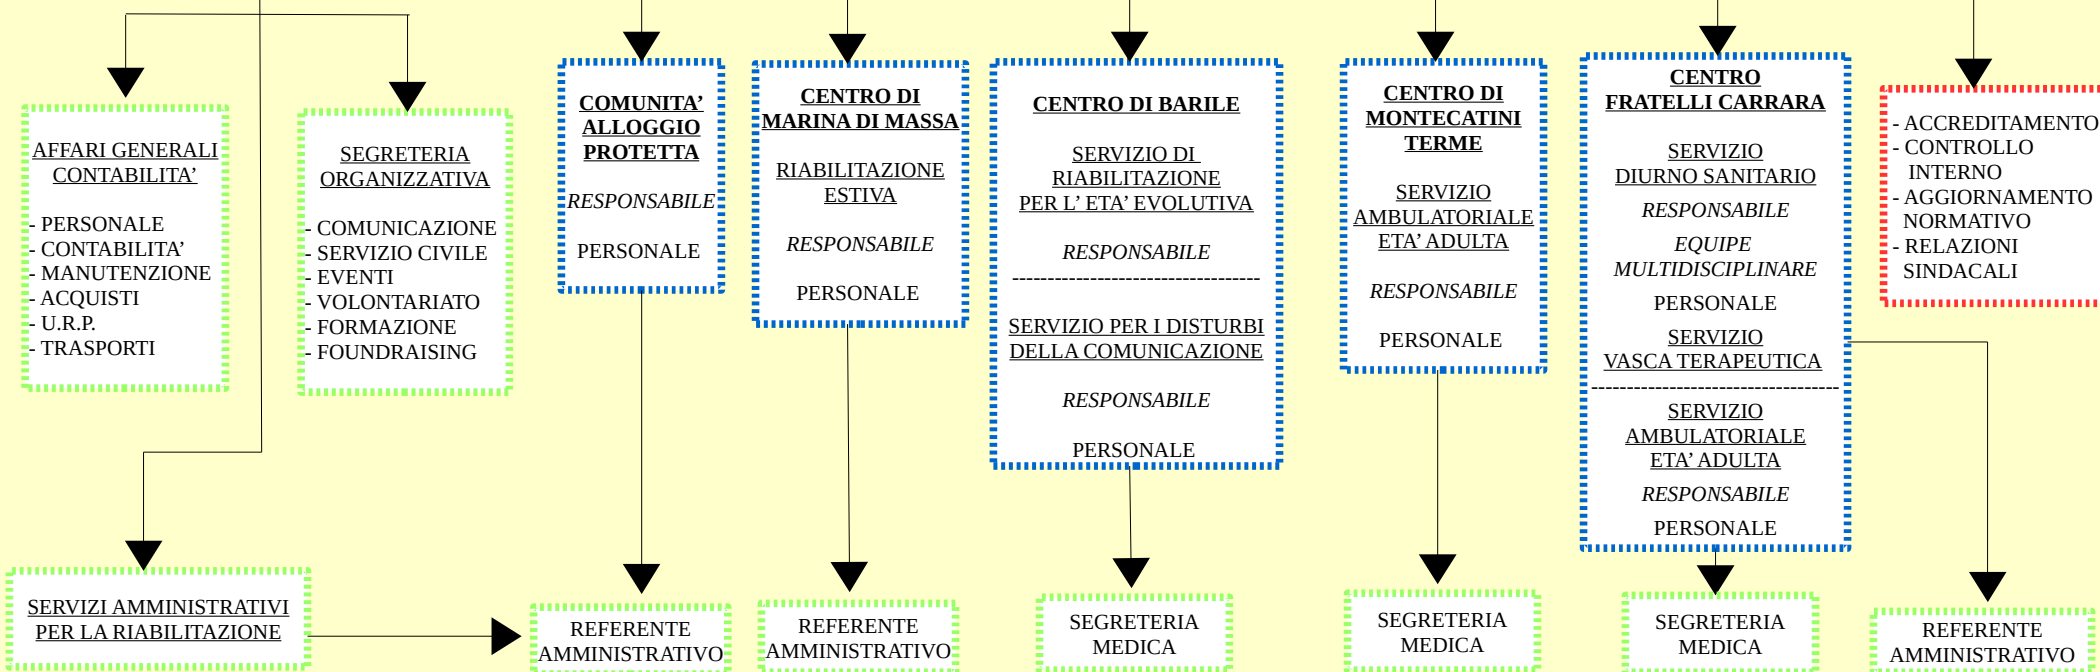 AFFARI GENERALI
CONTABILITA’
- PERSONALE
- CONTABILITA’
- MANUTENZIONE
- ACQUISTI
- U.R.P.
- TRASPORTI
SEGRETERIA
ORGANIZZATIVA
- COMUNICAZIONE
- SERVIZIO CIVILE
- EVENTI
- VOLONTARIATO
- FORMAZIONE
- FOUNDRAISING
COMUNITA’
ALLOGGIO
PROTETTA
RESPONSABILE
PERSONALE
CENTRO DI
MARINA DI MASSA
RIABILITAZIONE
ESTIVA
RESPONSABILE
PERSONALE
CENTRO DI BARILE
SERVIZIO DI
RIABILITAZIONE
PER L’ ETA’ EVOLUTIVA
RESPONSABILE
-----------------------------------
SERVIZIO PER I DISTURBI
DELLA COMUNICAZIONE
RESPONSABILE
PERSONALE
CENTRO DI
MONTECATINI
TERME
SERVIZIO
AMBULATORIALE
ETA’ ADULTA
RESPONSABILE
PERSONALE
CENTRO
FRATELLI CARRARA
SERVIZIO
DIURNO SANITARIO
RESPONSABILE
EQUIPE
MULTIDISCIPLINARE
PERSONALE
SERVIZIO
VASCA TERAPEUTICA
-----------------------------------
SERVIZIO
AMBULATORIALE
ETA’ ADULTA
RESPONSABILE
PERSONALE
- ACCREDITAMENTO
- CONTROLLO
INTERNO
- AGGIORNAMENTO
NORMATIVO
- RELAZIONI
SINDACALI
SERVIZI AMMINISTRATIVI
PER LA RIABILITAZIONE
REFERENTE
AMMINISTRATIVO
REFERENTE
AMMINISTRATIVO
SEGRETERIA
MEDICA
SEGRETERIA
MEDICA
SEGRETERIA
MEDICA
REFERENTE
AMMINISTRATIVO